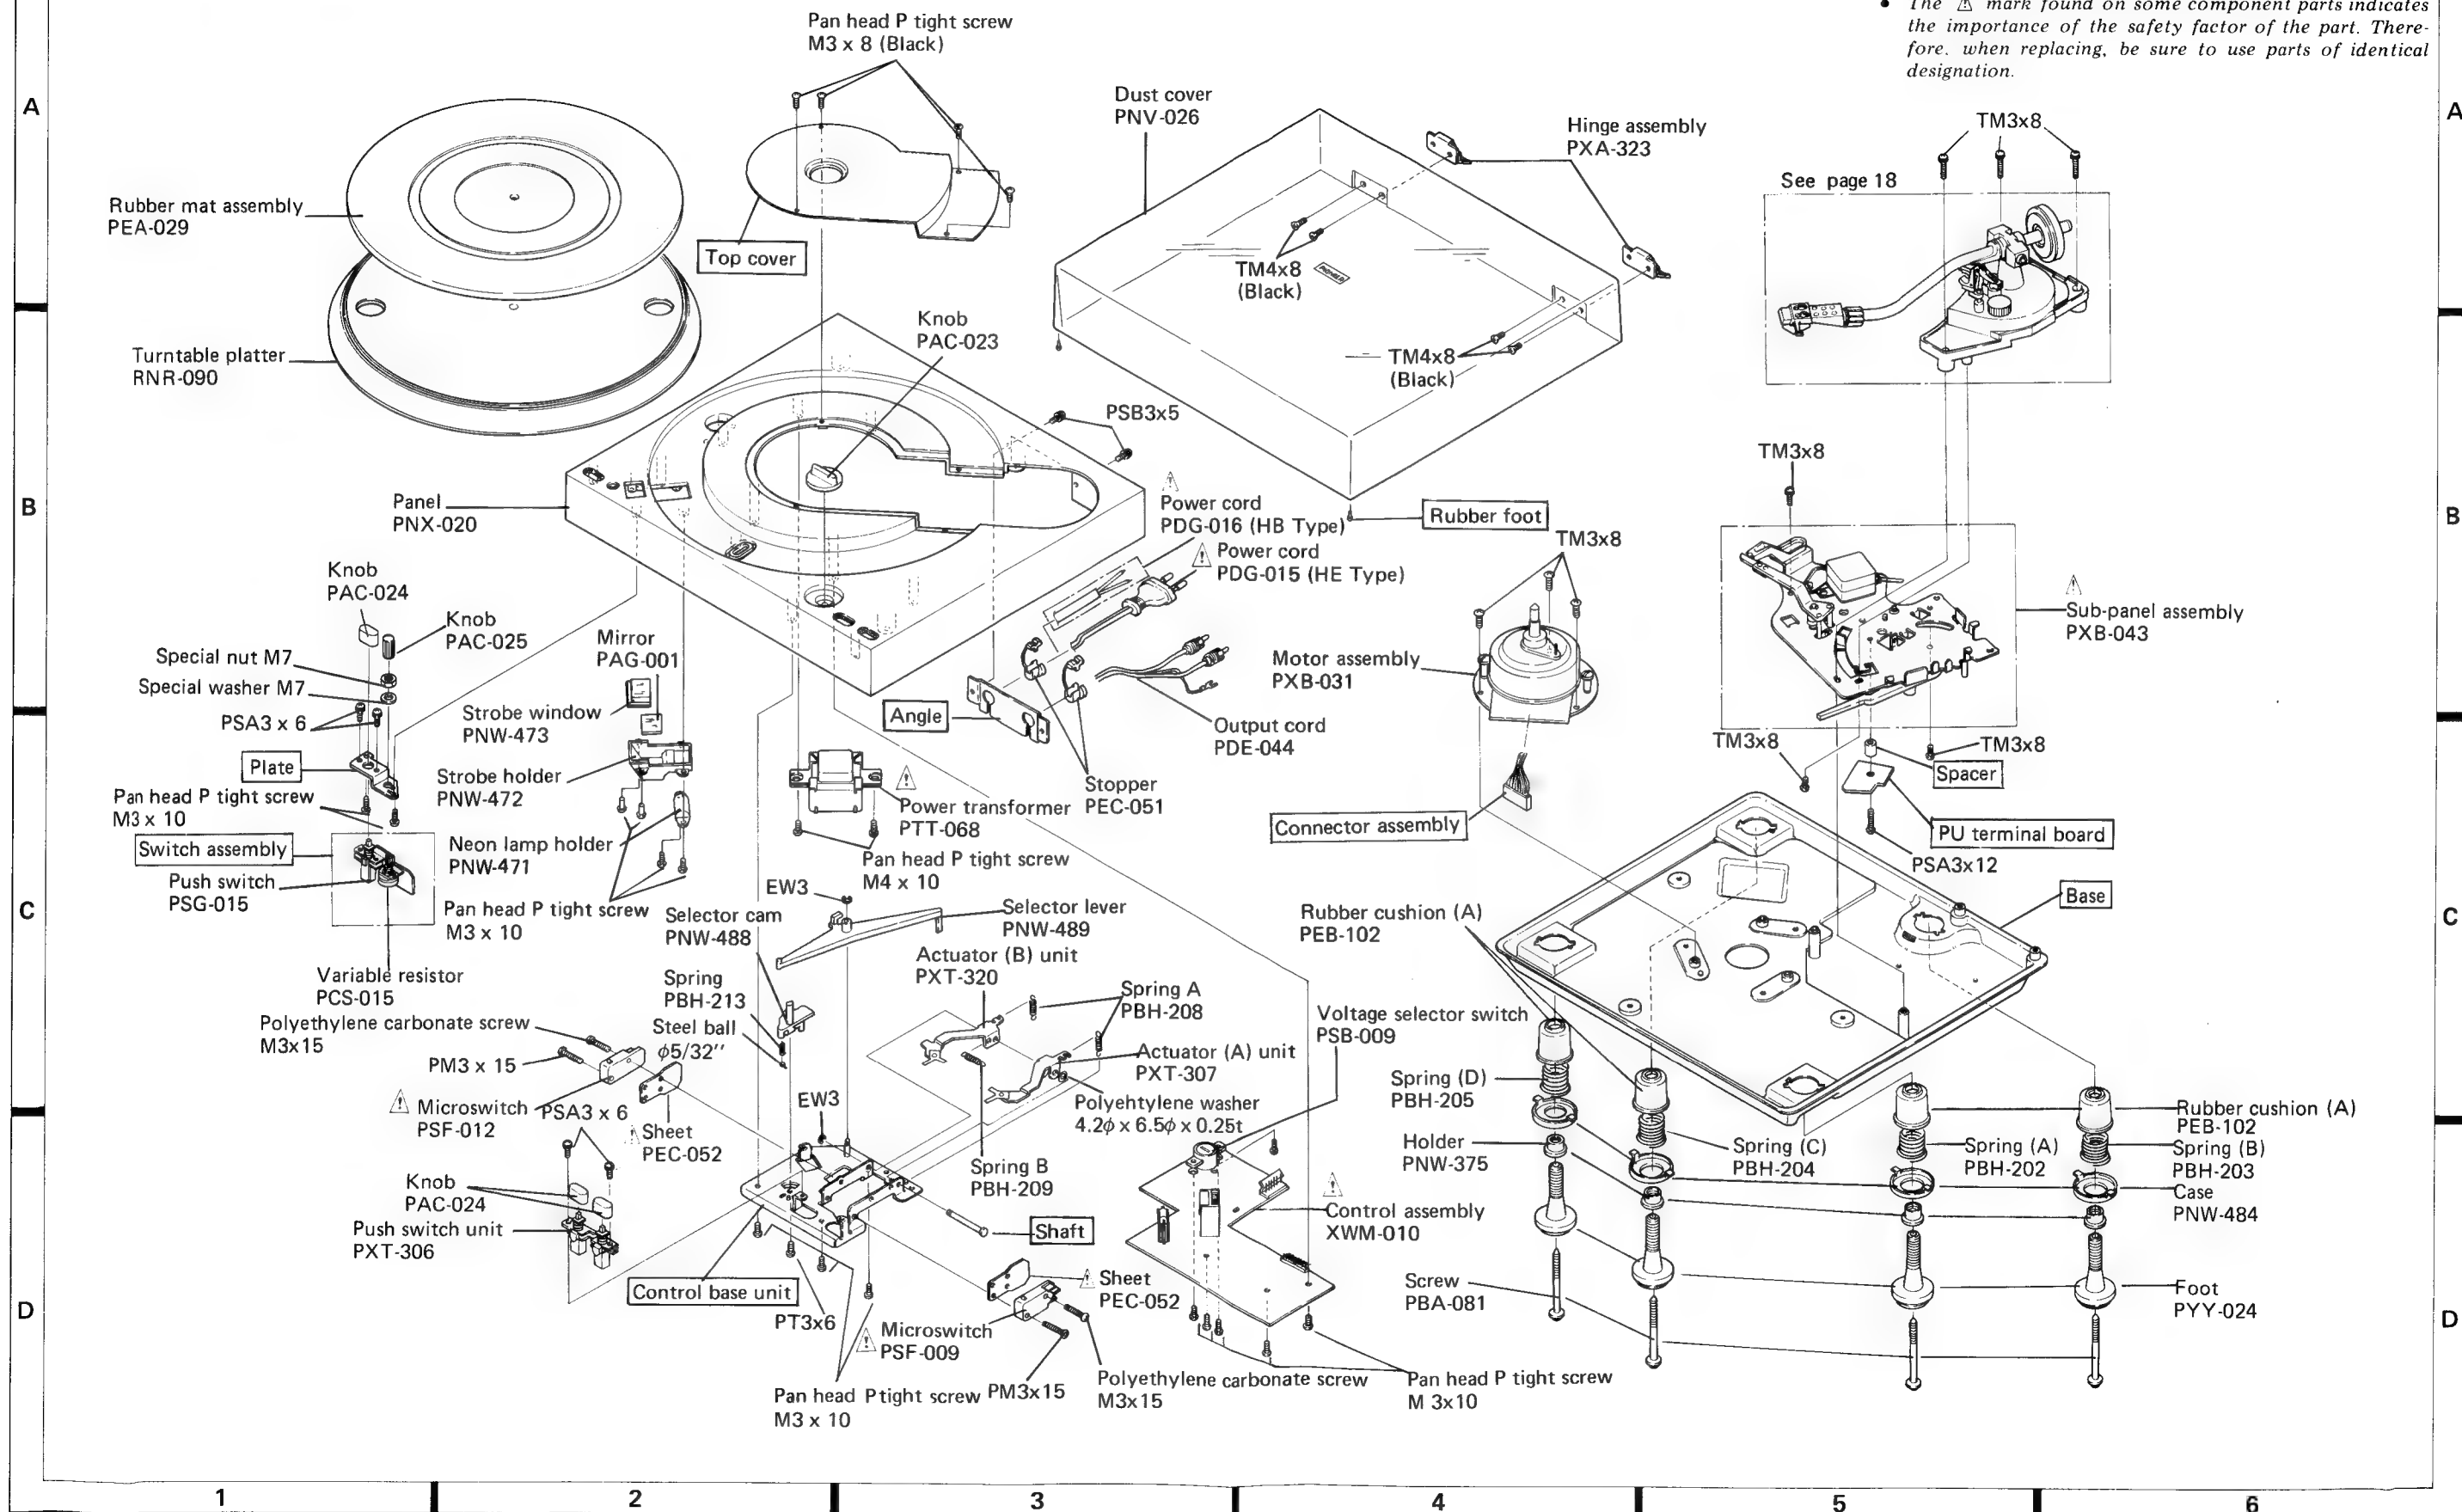 The ⚠ mark found on some component parts indicates
the importance of the safety factor of the part. There-
fore. when replacing, be sure to use parts of identical
designation.
Pan head P tight screw
M3 x 8 (Black)
A
A
Dust cover
PNV-026
Hinge assembly
PXA-323
TM3x8
See page 18
Rubber mat assembly
PEA-029
Top cover
TM4x8
(Black)
PIONEER
Knob
PAC-023
Turntable platter
RNR-090
TM4x8
(Black)
PSB3x5
TM3x8
B
B
Panel
PNX-020
⚠
Power cord
PDG-016 (HB Type)
⚠ Power cord
PDG-015 (HE Type)
Rubber foot
TM3x8
Knob
PAC-024
Knob
PAC-025
Mirror
PAG-001
⚠
Sub-panel assembly
PXB-043
Special nut M7
Special washer M7
PSA3 x 6
Motor assembly
PXB-031
Strobe window
PNW-473
Angle
Output cord
PDE-044
TM3x8
TM3x8
Plate
Strobe holder
PNW-472
Stopper
PEC-051
Spacer
Pan head P tight screw
M3 x 10
⚠
Power transformer
PTT-068
Connector assembly
PU terminal board
Switch assembly
Neon lamp holder
PNW-471
Pan head P tight screw
M4 x 10
PSA3x12
Push switch
PSG-015
EW3
C
C
Base
Pan head P tight screw
M3 x 10
Selector cam
PNW-488
Selector lever
PNW-489
Rubber cushion (A)
PEB-102
Actuator (B) unit
PXT-320
Variable resistor
PCS-015
Spring
PBH-213
Spring A
PBH-208
Voltage selector switch
PSB-009
Polyethylene carbonate screw
M3x15
Steel ball
φ5/32''
PM3 x 15
Actuator (A) unit
PXT-307
Spring (D)
PBH-205
⚠ Microswitch
PSF-012
PSA3 x 6
EW3
Polyehtylene washer
4.2φ x 6.5φ x 0.25t
Rubber cushion (A)
PEB-102
⚠ Sheet
PEC-052
Holder
PNW-375
Spring (C)
PBH-204
Spring (A)
PBH-202
Spring (B)
PBH-203
Spring B
PBH-209
Knob
PAC-024
⚠
Control assembly
XWM-010
Case
PNW-484
Push switch unit
PXT-306
Shaft
Control base unit
⚠ Sheet
PEC-052
Screw
PBA-081
Foot
PYY-024
D
D
PT3x6
⚠ Microswitch
PSF-009
Pan head P tight screw
M3 x 10
PM3x15
Polyethylene carbonate screw
M3x15
Pan head P tight screw
M 3x10
1
2
3
4
5
6